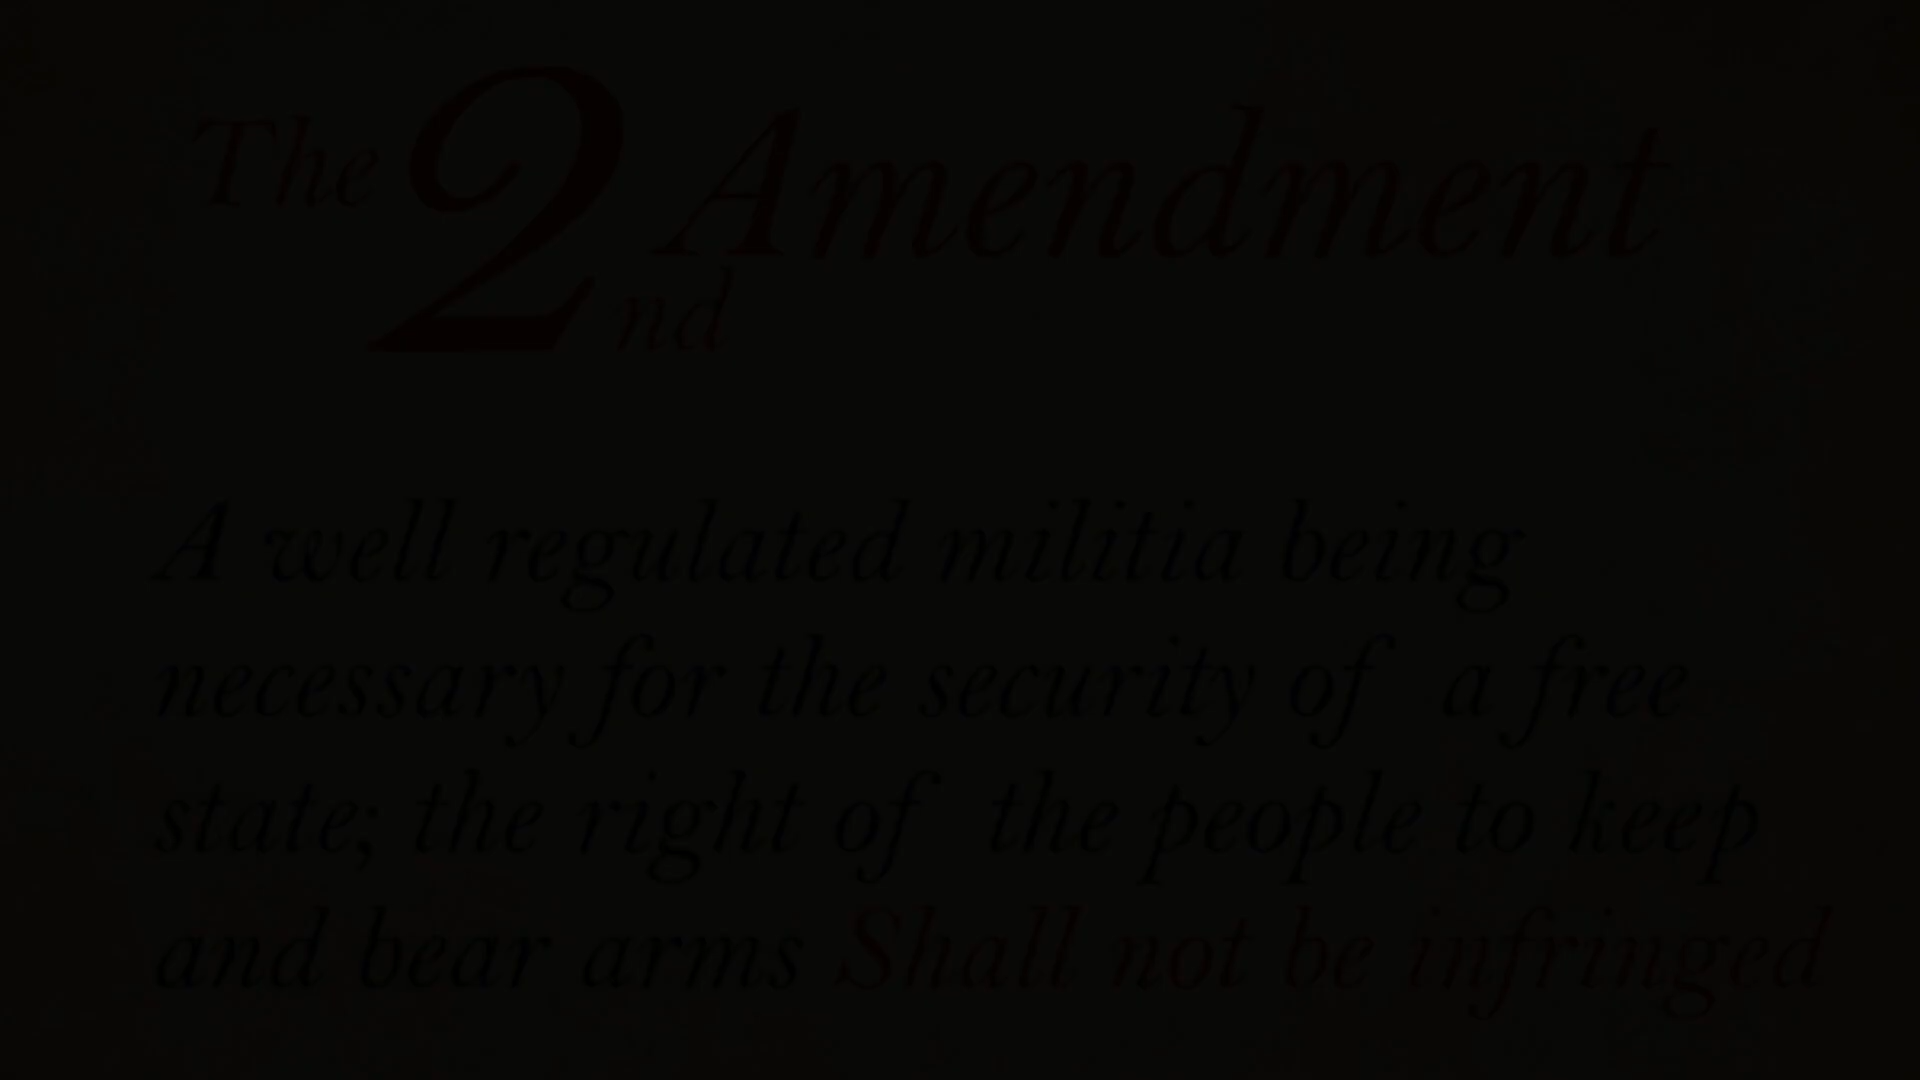 The 2nd Amendment
A well regulated militia being
necessary for the security of a free
state; the right of the people to keep
and bear arms Shall not be infringed